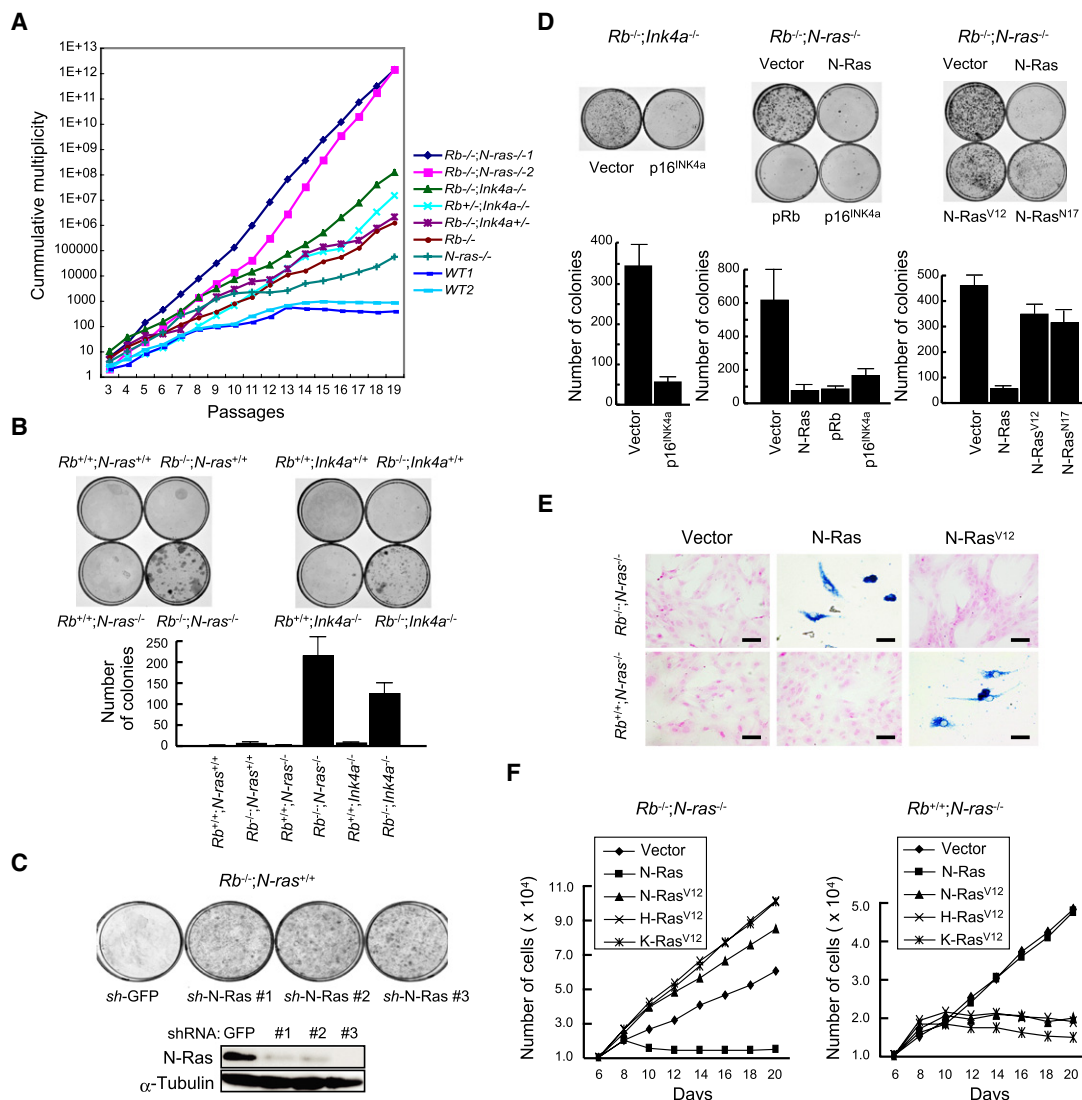 A
1E+13
1E+12
1E+11
1E+10
1E+09
1E+08
1E+07
1E+06
100000
10000
1000
100
10
1
Cummulative multiplicity
3 4 5 6 7 8 9 10 11 12 13 14 15 16 17 18 19
Passages
Rb-/-;N-ras-/-1
Rb-/-;N-ras-/-2
Rb-/-;Ink4a-/-
Rb+/-;Ink4a-/-
Rb-/-;Ink4a+/-
Rb-/-
N-ras-/-
WT1
WT2
B
Rb+/+;N-ras+/+ Rb-/-;N-ras+/+
Rb+/+;Ink4a+/+ Rb-/-;Ink4a+/+
Rb+/+;N-ras-/- Rb-/-;N-ras-/-
Rb+/+;Ink4a-/- Rb-/-;Ink4a-/-
Number of colonies
250
200
150
100
50
0
Rb+/+;N-ras+/+
Rb-/-;N-ras+/+
Rb+/+;N-ras-/-
Rb-/-;N-ras-/-
Rb+/+;Ink4a-/-
Rb-/-;Ink4a-/-
C
Rb-/-;N-ras+/+
sh-GFP sh-N-Ras #1 sh-N-Ras #2 sh-N-Ras #3
shRNA: GFP #1 #2 #3
N-Ras
α-Tubulin
D
Rb-/-;Ink4a-/-
Vector p16INK4a
Number of colonies
400
300
200
100
0
Vector
p16INK4a
Rb-/-;N-ras-/-
Vector N-Ras
pRb p16INK4a
Number of colonies
800
600
400
200
0
Vector
N-Ras
pRb
p16INK4a
Rb-/-;N-ras-/-
Vector N-Ras
N-RasV12 N-RasN17
Number of colonies
500
400
300
200
100
0
Vector
N-Ras
N-RasV12
N-RasN17
E
Vector N-Ras N-RasV12
Rb-/-;N-ras-/-
Rb+/+;N-ras-/-
F
Rb-/-;N-ras-/-
Vector
N-Ras
N-RasV12
H-RasV12
K-RasV12
Number of cells ( x 104)
11.0
9.0
7.0
5.0
3.0
1.0
6 8 10 12 14 16 18 20
Days
Rb+/+;N-ras-/-
Vector
N-Ras
N-RasV12
H-RasV12
K-RasV12
Number of cells ( x 104)
5.0
4.0
3.0
2.0
1.0
6 8 10 12 14 16 18 20
Days